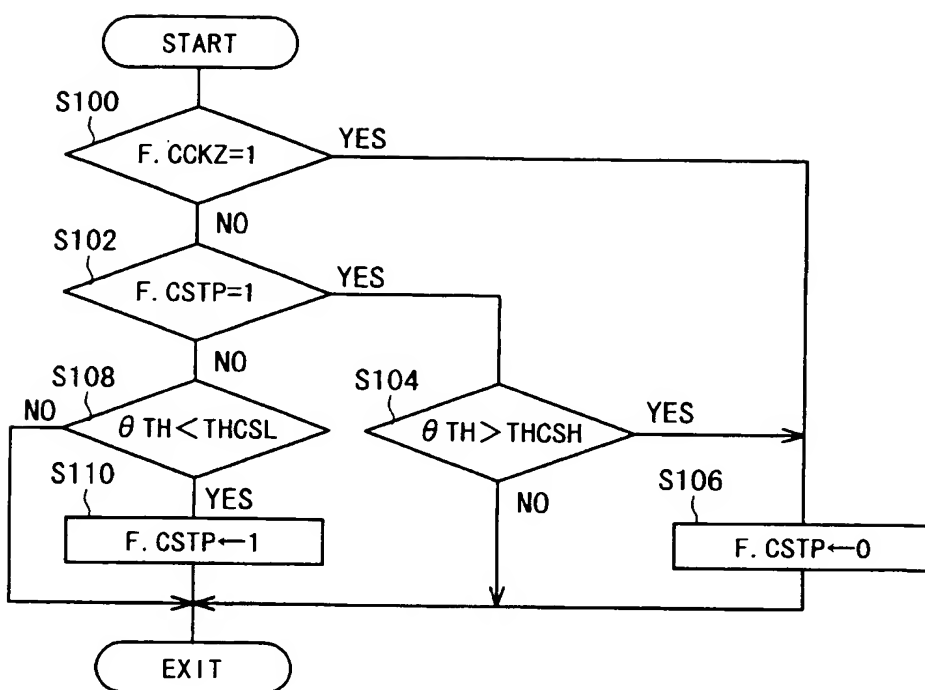 START
S100
F. CCKZ=1
YES
NO
S102
F. CSTP=1
YES
NO
S108
NO
θ TH<THCSL
S104
θ TH>THCSH
YES
S110
YES
NO
S106
F. CSTP←1
F. CSTP←0
EXIT